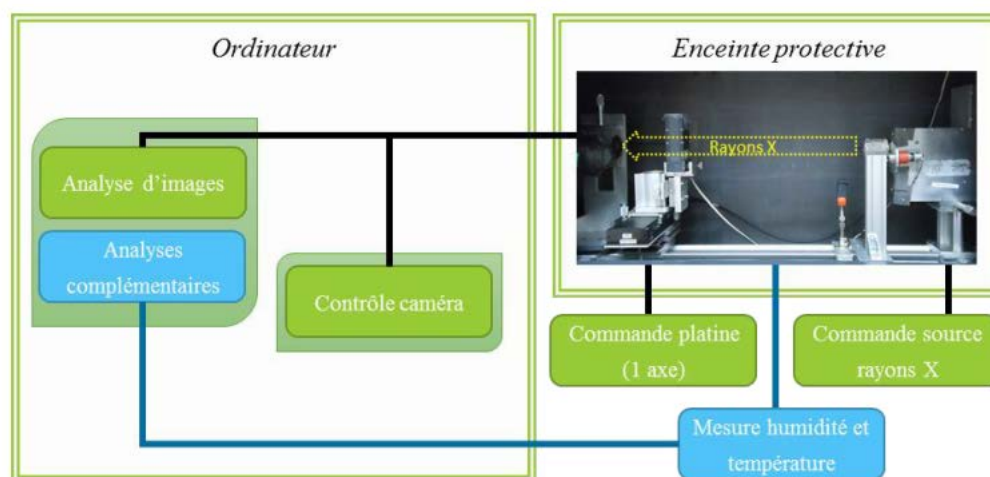 Ordinateur
Enceinte protective
Rayons X
Analyse d’images
Analyses
complémentaires
Contrôle caméra
Commande platine
(1 axe)
Commande source
rayons X
Mesure humidité et
température